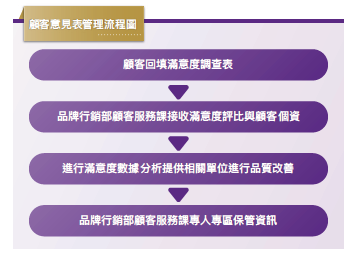 顧客意見表管理流程圖
顧客回填滿意度調查表
品牌行銷部顧客服務課接收滿意度評比與顧客個資
進行滿意度數據分析提供相關單位進行品質改善
品牌行銷部顧客服務課專人專區保管資訊